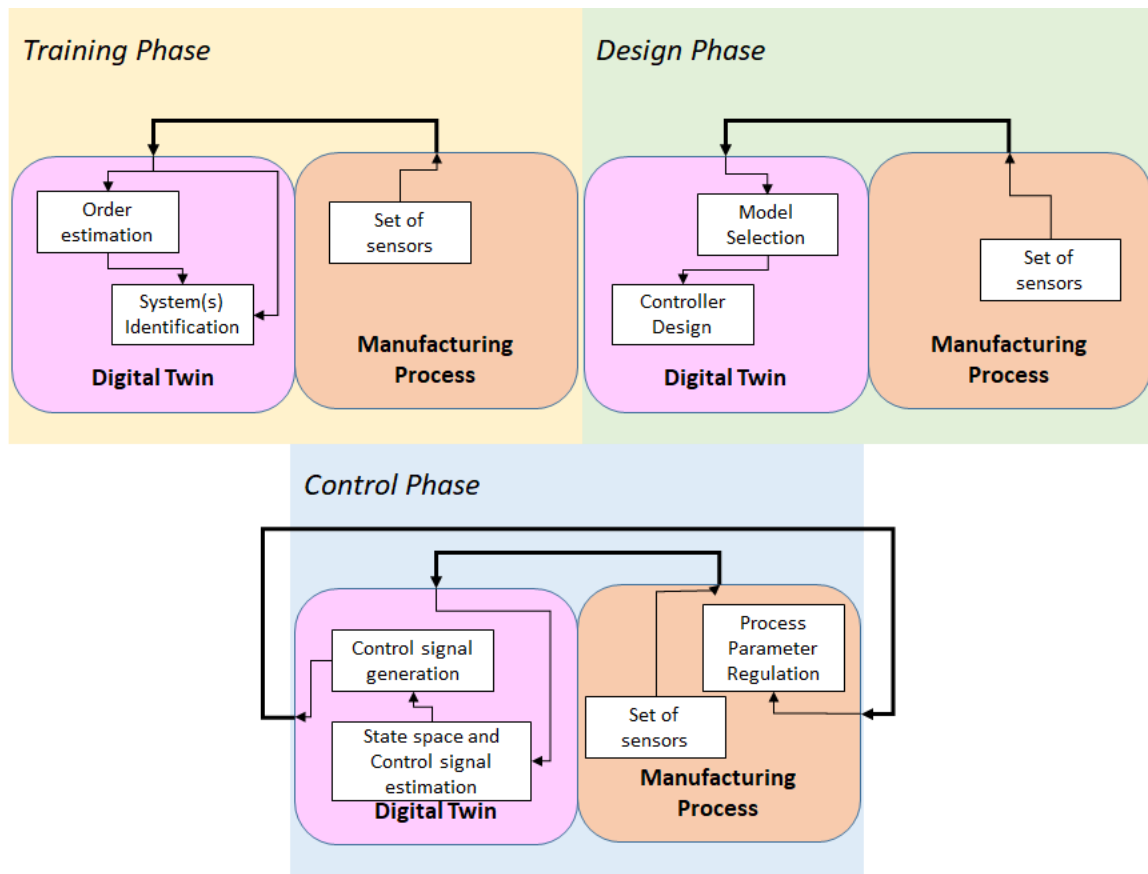 Training Phase
Order
estimation
System(s)
Identification
Digital Twin
Set of
sensors
Manufacturing
Process
Design Phase
Model
Selection
Controller
Design
Digital Twin
Set of
sensors
Manufacturing
Process
Control Phase
Control signal
generation
State space and
Control signal
estimation
Digital Twin
Process
Parameter
Regulation
Set of
sensors
Manufacturing
Process